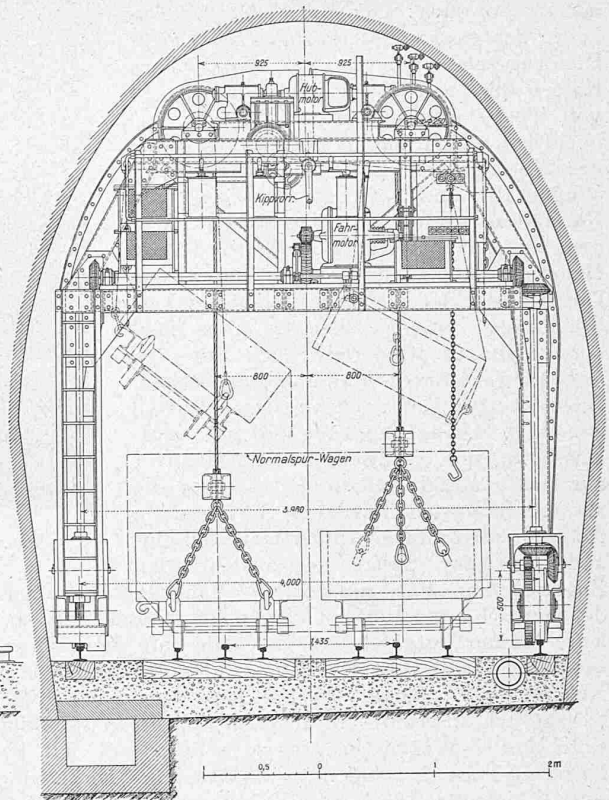 925
925
Hub-
motor
Kippvorr.
Fahr-
motor
800
800
Normalspur-Wagen
3.980
4,000
500
1,435
0,5
0
1
2m